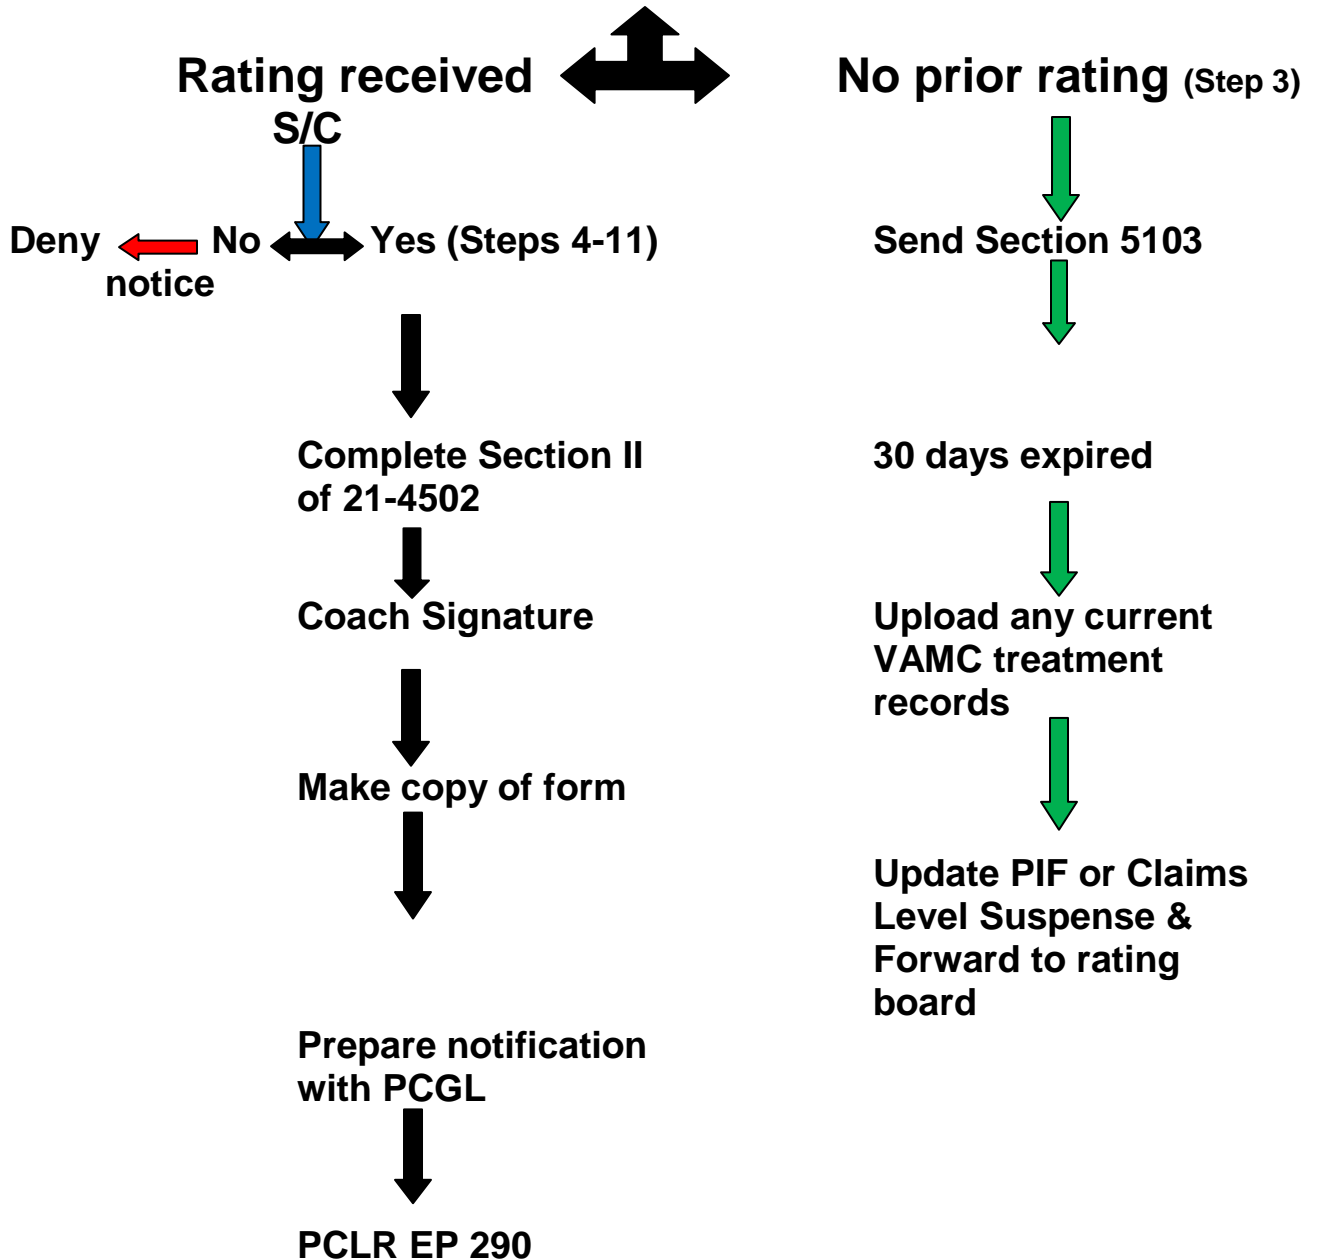 Rating received
S/C
Deny No Yes (Steps 4-11)
notice
Complete Section II
of 21-4502
Coach Signature
Make copy of form
Prepare notification
with PCGL
PCLR EP 290
No prior rating (Step 3)
Send Section 5103
30 days expired
Upload any current
VAMC treatment
records
Update PIF or Claims
Level Suspense &
Forward to rating
board